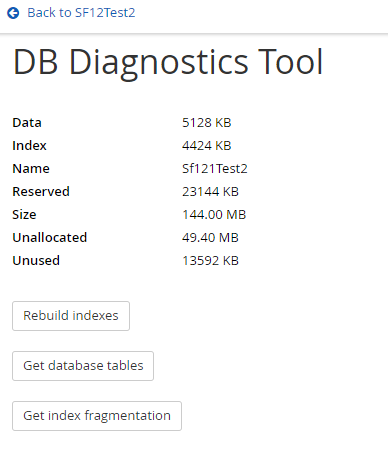 Back to SF12Test2
DB Diagnostics Tool
Data 5128 KB
Index 4424 KB
Name Sf121Test2
Reserved 23144 KB
Size 144.00 MB
Unallocated 49.40 MB
Unused 13592 KB
Rebuild indexes
Get database tables
Get index fragmentation